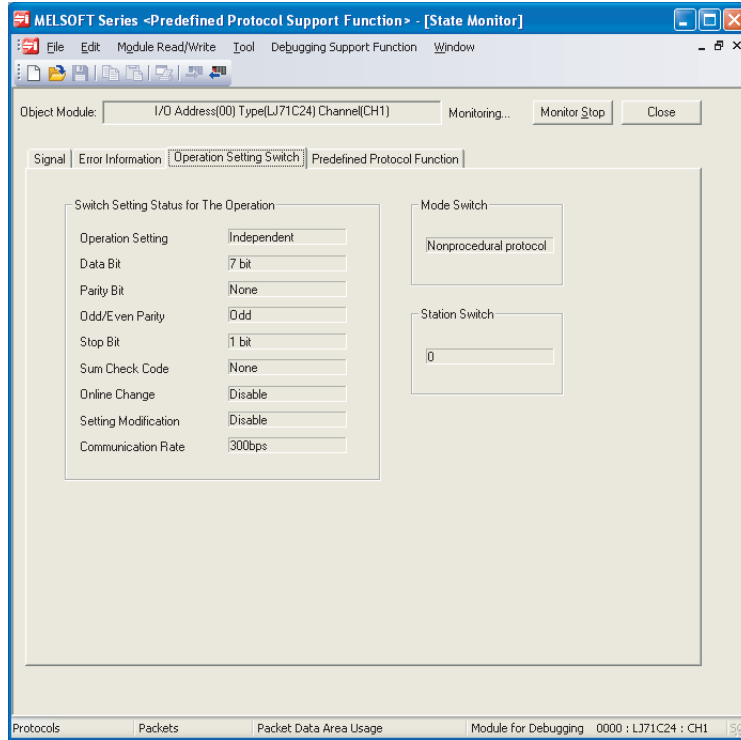 MELSOFT Series <Predefined Protocol Support Function> - [State Monitor]
File Edit Module Read/Write Tool Debugging Support Function Window
Object Module: I/O Address(00) Type(LJ71C24) Channel(CH1) Monitoring... Monitor Stop Close
Signal Error Information Operation Setting Switch Predefined Protocol Function
Switch Setting Status for The Operation
Operation Setting Independent
Data Bit 7 bit
Parity Bit None
Odd/Even Parity Odd
Stop Bit 1 bit
Sum Check Code None
Online Change Disable
Setting Modification Disable
Communication Rate 300bps
Mode Switch
Nonprocedural protocol
Station Switch
0
Protocols Packets Packet Data Area Usage Module for Debugging 0000 : LJ71C24 : CH1